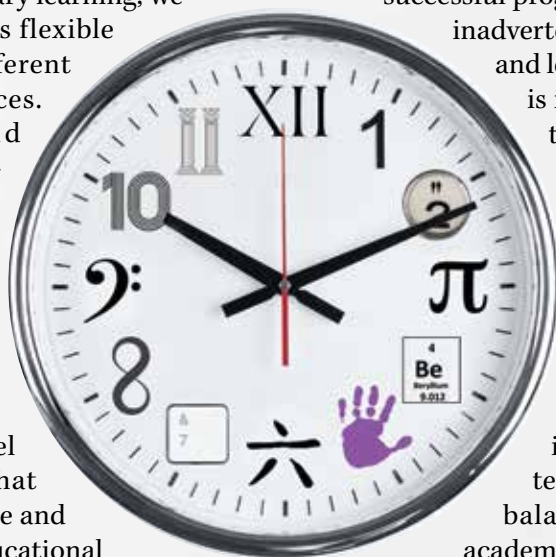 ary learning, we
s flexible
ferent
ces.
d
el
hat
e and
ucational
successful prog
inadverte
and le
is i
t
i
te
bala
academ
XII
1
"
2
π
4
Be
Beryllium
9.012
六
&
7
8
10